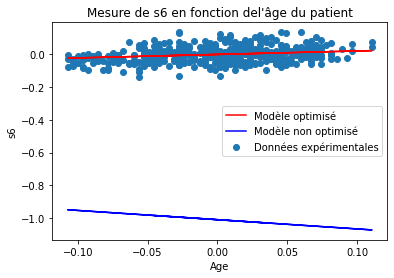 Mesure de s6 en fonction del'âge du patient
0.0
−0.2
−0.4
−0.6
−0.8
−1.0
s6
Modèle optimisé
Modèle non optimisé
Données expérimentales
−0.10
−0.05
0.00
0.05
0.10
Age